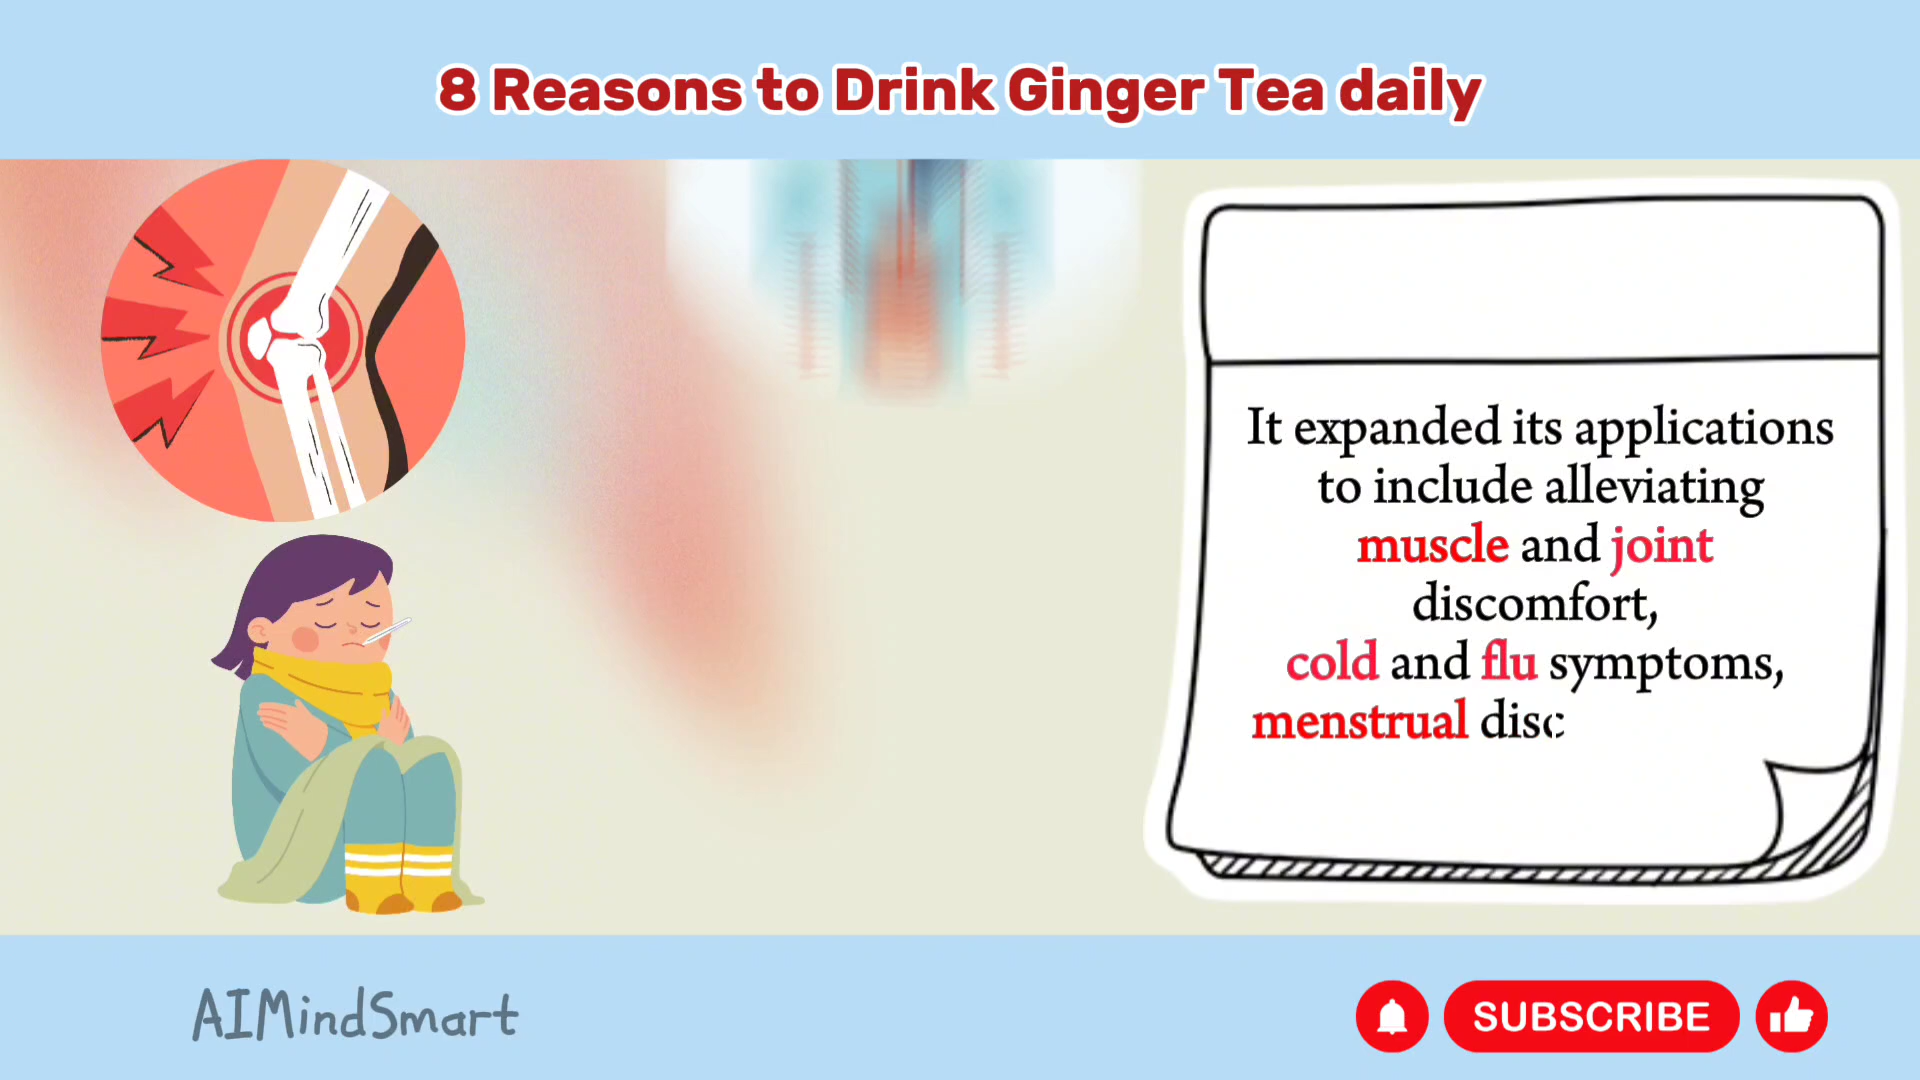 8 Reasons to Drink Ginger Tea daily
It expanded its applications
to include alleviating
muscle and joint
discomfort,
cold and flu symptoms,
menstrual disc
AIMindSmart
SUBSCRIBE